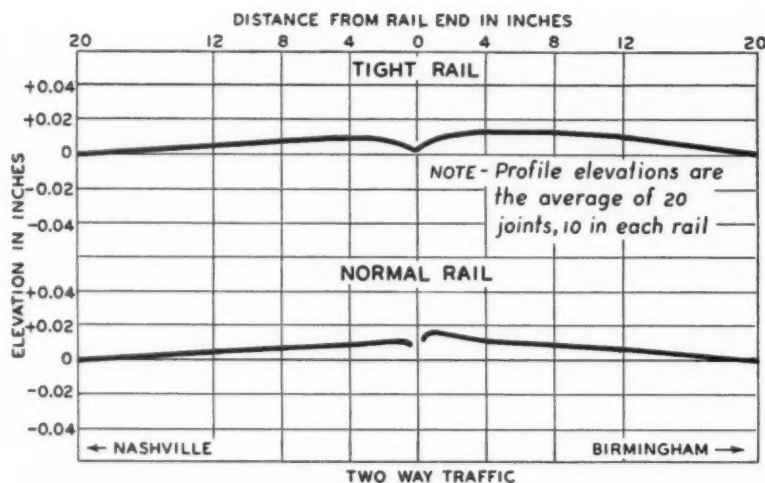 DISTANCE FROM RAIL END IN INCHES
20 12 8 4 0 4 8 12 20
TIGHT RAIL
+0.04
+0.02
0
-0.02
-0.04
NOTE - Profile elevations are
the average of 20
joints, 10 in each rail
NORMAL RAIL
+0.04
+0.02
0
-0.02
-0.04
ELEVATION IN INCHES
← NASHVILLE
BIRMINGHAM →
TWO WAY TRAFFIC